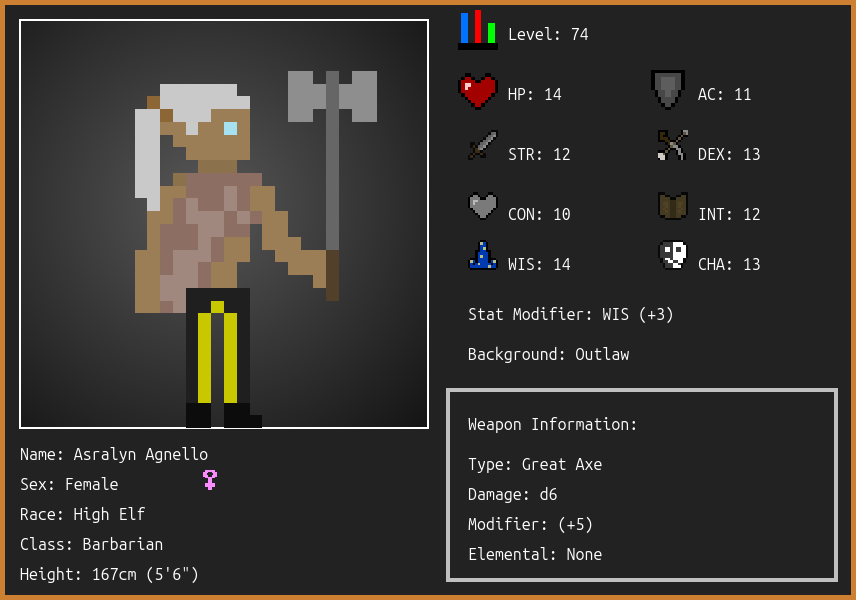 Level: 74
HP: 14
AC: 11
STR: 12
DEX: 13
CON: 10
INT: 12
WIS: 14
CHA: 13
Stat Modifier: WIS (+3)
Background: Outlaw
Weapon Information:
Type: Great Axe
Damage: d6
Modifier: (+5)
Elemental: None
Name: Asralyn Agnello
Sex: Female
Race: High Elf
Class: Barbarian
Height: 167cm (5'6")